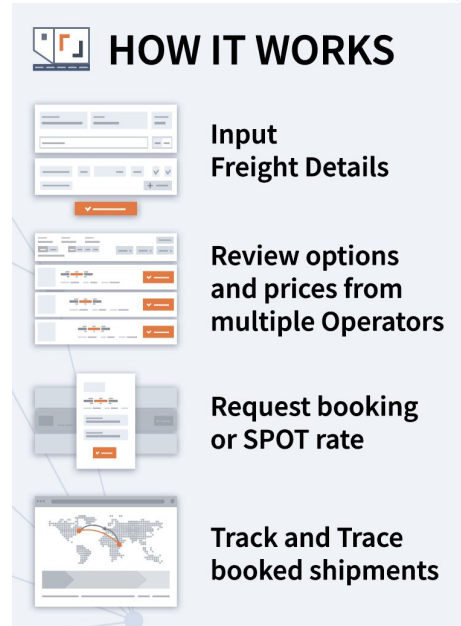 HOW IT WORKS
Input
Freight Details
Review options
and prices from
multiple Operators
Request booking
or SPOT rate
Track and Trace
booked shipments